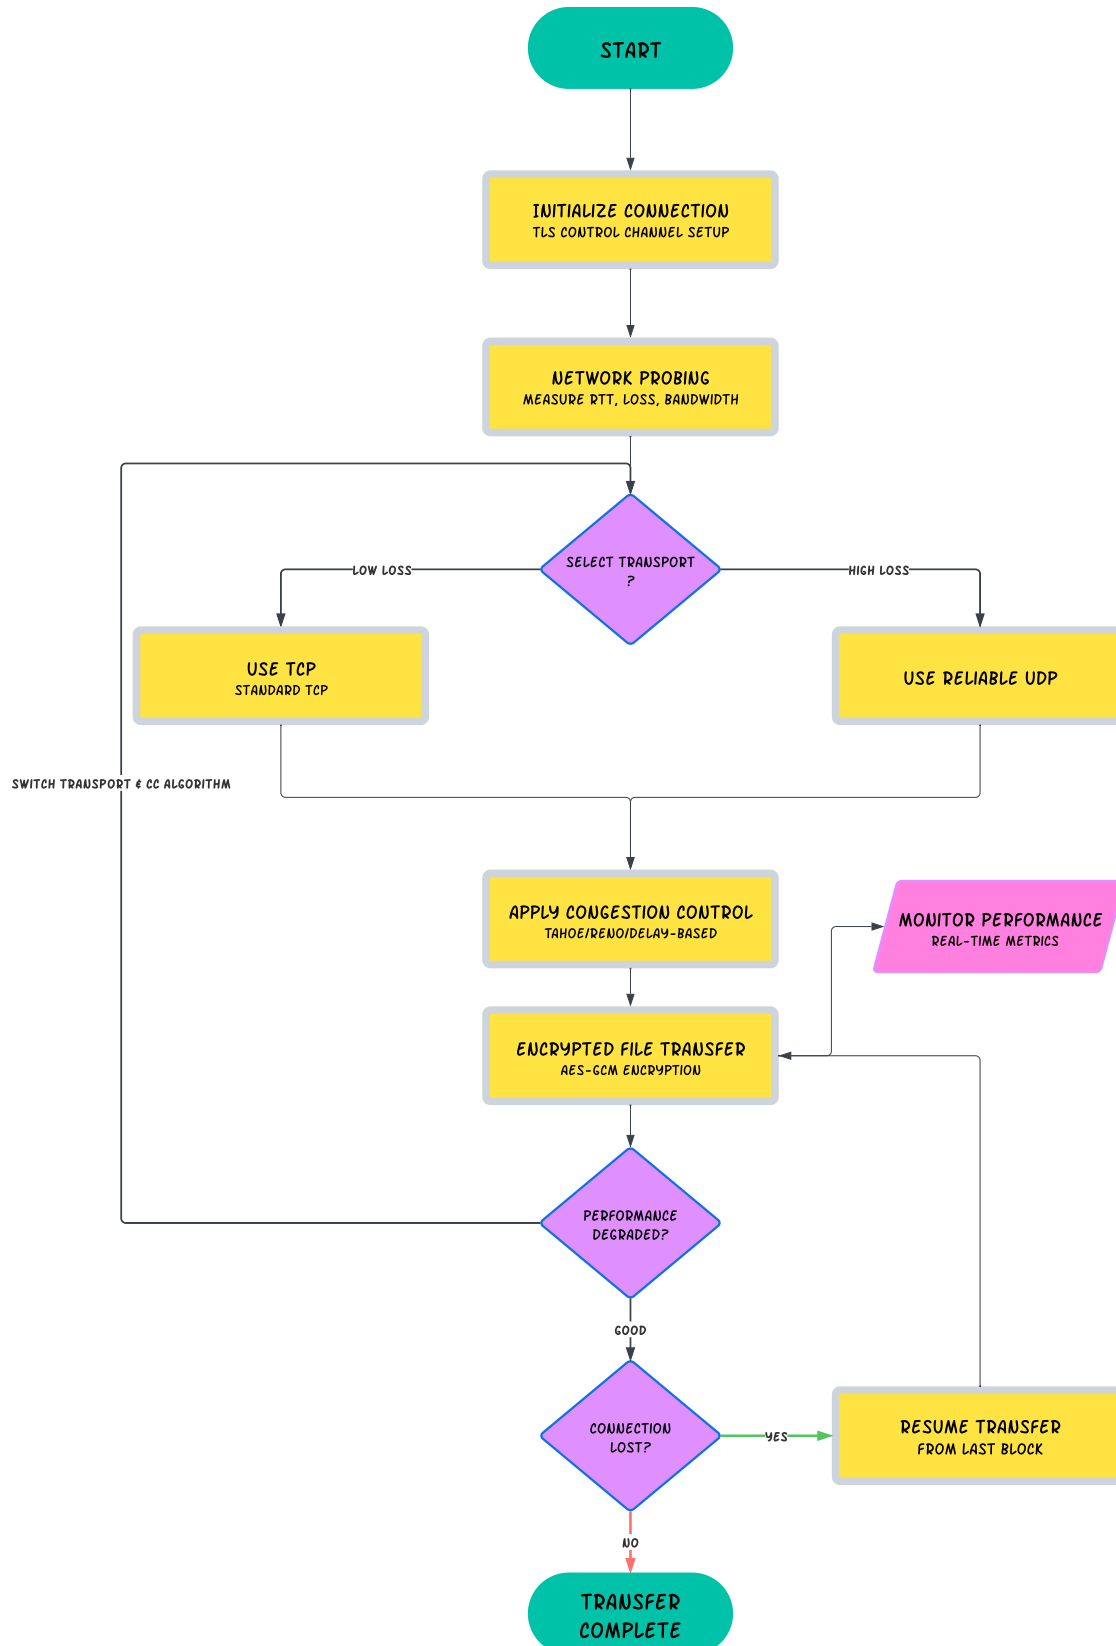 START
INITIALIZE CONNECTION
TLS CONTROL CHANNEL SETUP
NETWORK PROBING
MEASURE RTT, LOSS, BANDWIDTH
SELECT TRANSPORT
?
LOW LOSS
HIGH LOSS
USE TCP
STANDARD TCP
USE RELIABLE UDP
SWITCH TRANSPORT & CC ALGORITHM
APPLY CONGESTION CONTROL
TAHOE/RENO/DELAY-BASED
MONITOR PERFORMANCE
REAL-TIME METRICS
ENCRYPTED FILE TRANSFER
AES-GCM ENCRYPTION
PERFORMANCE
DEGRADED?
GOOD
CONNECTION
LOST?
YES
RESUME TRANSFER
FROM LAST BLOCK
NO
TRANSFER
COMPLETE